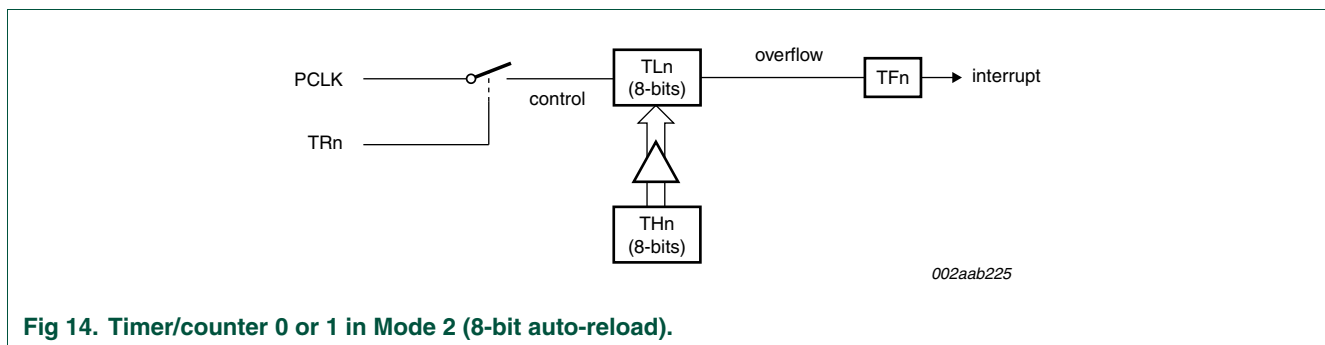 PCLK
TRn
control
TLn
(8-bits)
overflow
TFn
interrupt
THn
(8-bits)
002aab225
Fig 14. Timer/counter 0 or 1 in Mode 2 (8-bit auto-reload).